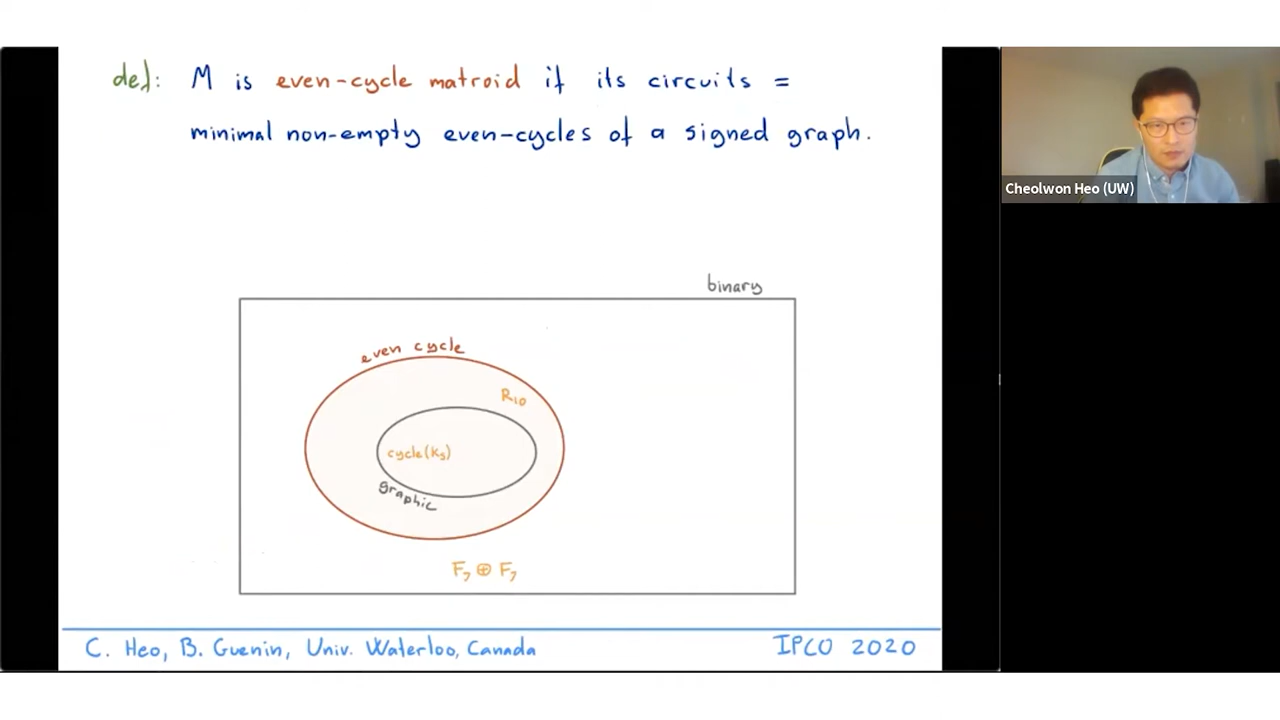 def: M is even-cycle matroid if its circuits =
minimal non-empty even-cycles of a signed graph.
Cheolwon Heo (UW)
binary
even cycle
R10
cycle(K5)
graphic
F7 ⊕ F7
C. Heo, B. Guenin, Univ. Waterloo, Canada
IPCO 2020